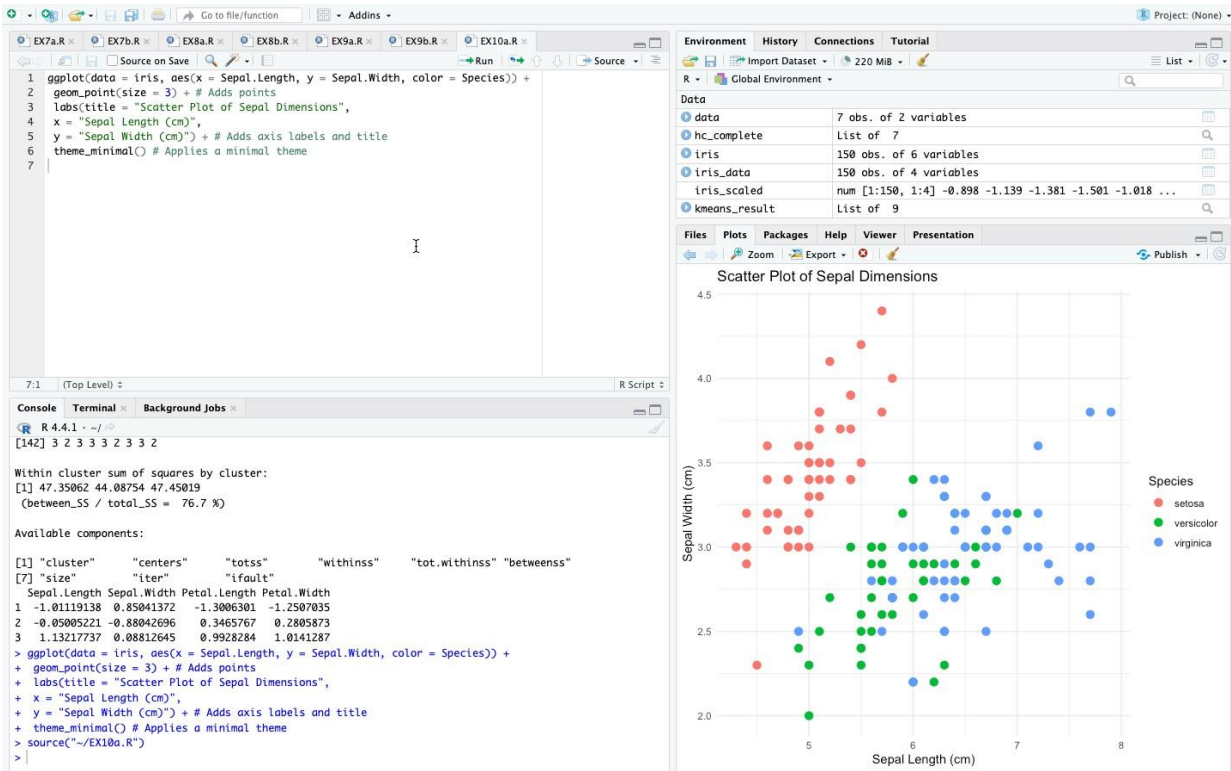 Go to file/function
Addins
Project: (None)
EX7a.R
EX7b.R
EX8a.R
EX8b.R
EX9a.R
EX9b.R
EX10a.R
Source on Save
Run
Source
1 ggplot(data = iris, aes(x = Sepal.Length, y = Sepal.Width, color = Species)) +
2 geom_point(size = 3) + # Adds points
3 labs(title = "Scatter Plot of Sepal Dimensions",
4 x = "Sepal Length (cm)",
5 y = "Sepal Width (cm)") + # Adds axis labels and title
6 theme_minimal() # Applies a minimal theme
7
7:1 (Top Level) R Script
Console Terminal Background Jobs
R 4.4.1 · ~/
[142] 3 2 3 3 3 2 3 3 2
Within cluster sum of squares by cluster:
[1] 47.35062 44.08754 47.45019
(between_SS / total_SS = 76.7 %)
Available components:
[1] "cluster" "centers" "totss" "withinss" "tot.withinss" "betweenss"
[7] "size" "iter" "ifault"
Sepal.Length Sepal.Width Petal.Length Petal.Width
1 -1.01119138 0.85041372 -1.3006301 -1.2507035
2 -0.05005221 -0.88042696 0.3465767 0.2805873
3 1.13217737 0.08812645 0.9928284 1.0141287
> ggplot(data = iris, aes(x = Sepal.Length, y = Sepal.Width, color = Species)) +
+ geom_point(size = 3) + # Adds points
+ labs(title = "Scatter Plot of Sepal Dimensions",
+ x = "Sepal Length (cm)",
+ y = "Sepal Width (cm)") + # Adds axis labels and title
+ theme_minimal() # Applies a minimal theme
> source("~/EX10a.R")
>
Environment History Connections Tutorial
Import Dataset 220 MiB List
R Global Environment
Data
data 7 obs. of 2 variables
hc_complete List of 7
iris 150 obs. of 6 variables
iris_data 150 obs. of 4 variables
iris_scaled num [1:150, 1:4] -0.898 -1.139 -1.381 -1.501 -1.018 ...
kmeans_result List of 9
Files Plots Packages Help Viewer Presentation
Zoom Export Publish
Scatter Plot of Sepal Dimensions
4.5
4.0
3.5
3.0
2.5
2.0
Sepal Width (cm)
5 6 7 8
Sepal Length (cm)
Species
setosa
versicolor
virginica